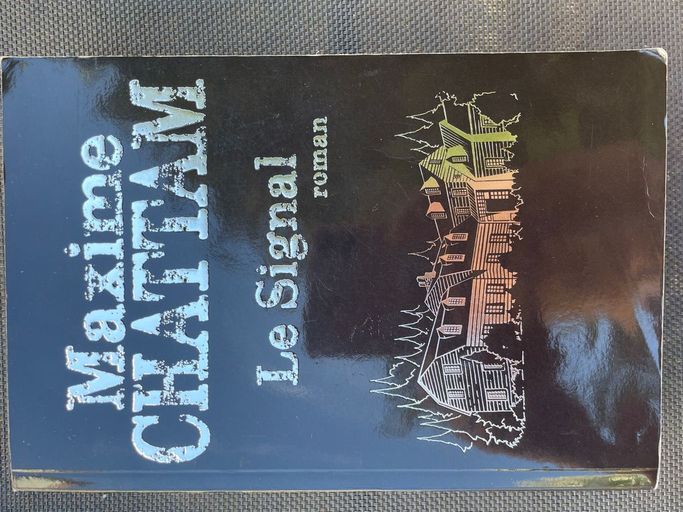 Maxime
CHATTAM
Le Signal
roman